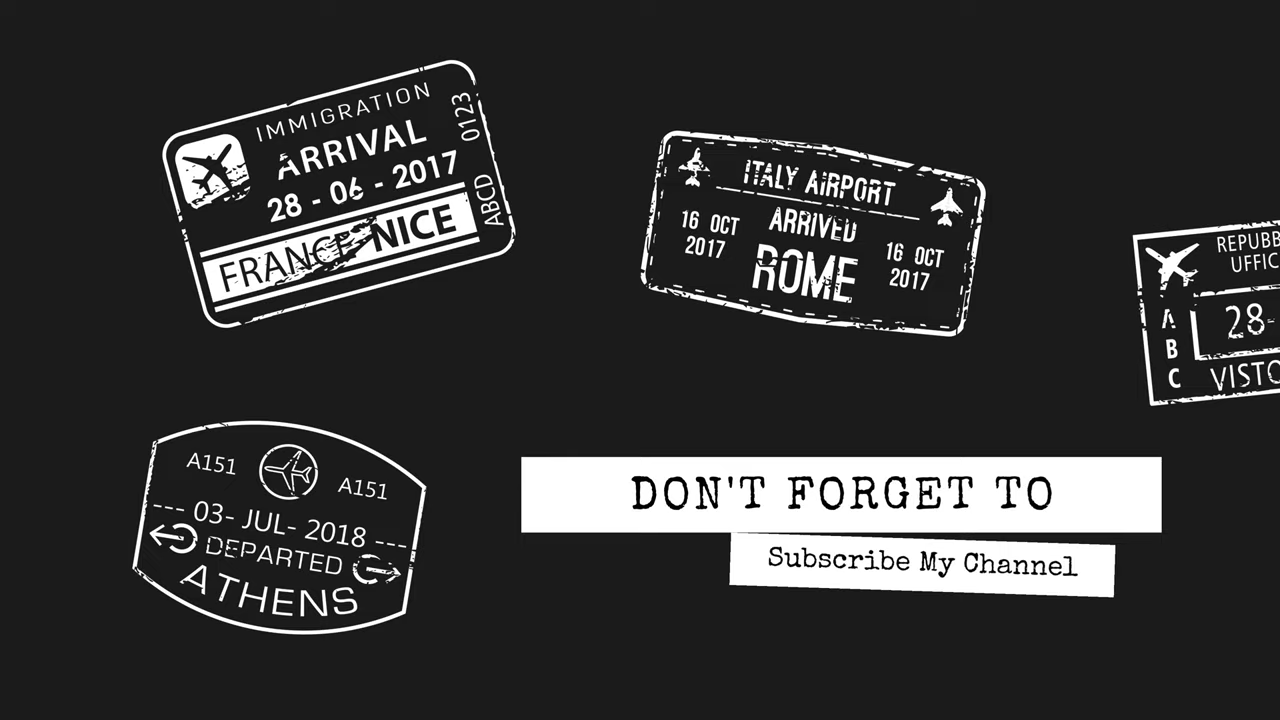 IMMIGRATION
ARRIVAL
28 - 06 - 2017
FRANCE NICE
0123
ABCD
ITALY AIRPORT
16 OCT
2017
ARRIVED
ROME
16 OCT
2017
A
B
C
28-
A151
A151
--- 03- JUL- 2018 ---
DEPARTED
ATHENS
DON'T FORGET TO
Subscribe My Channel